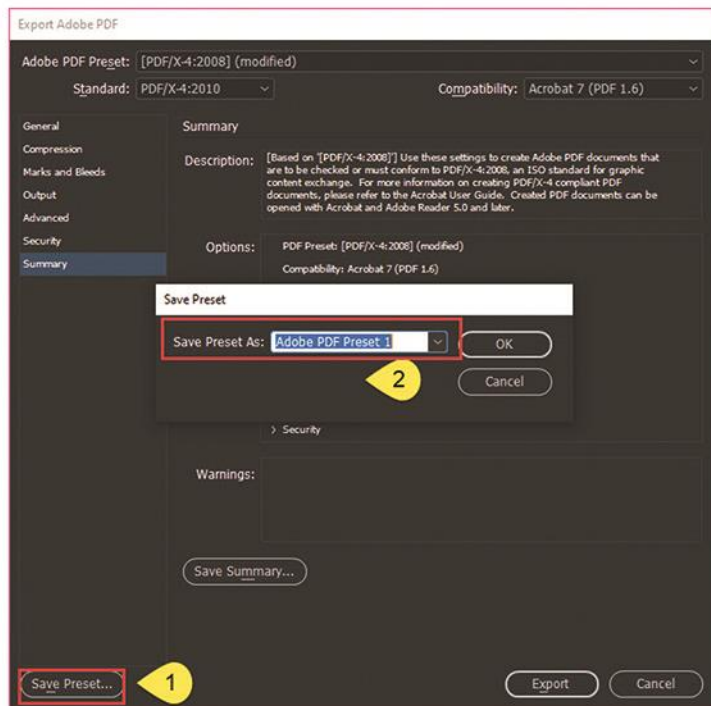 Export Adobe PDF
Adobe PDF Preset: [PDF/X-4:2008] (modified)
Standard: PDF/X-4:2010 Compatibility: Acrobat 7 (PDF 1.6)
General
Compression
Marks and Bleeds
Output
Advanced
Security
Summary
Summary
Description: [Based on '[PDF/X-4:2008]'] Use these settings to create Adobe PDF documents that
are to be checked or must conform to PDF/X-4:2008, an ISO standard for graphic
content exchange. For more information on creating PDF/X-4 compliant PDF
documents, please refer to the Acrobat User Guide. Created PDF documents can be
opened with Acrobat and Adobe Reader 5.0 and later.
Options: PDF Preset: [PDF/X-4:2008] (modified)
Compatibility: Acrobat 7 (PDF 1.6)
Save Preset
Save Preset As: Adobe PDF Preset 1 OK
2
Cancel
> Security
Warnings:
Save Summary...
Save Preset... 1 Export Cancel